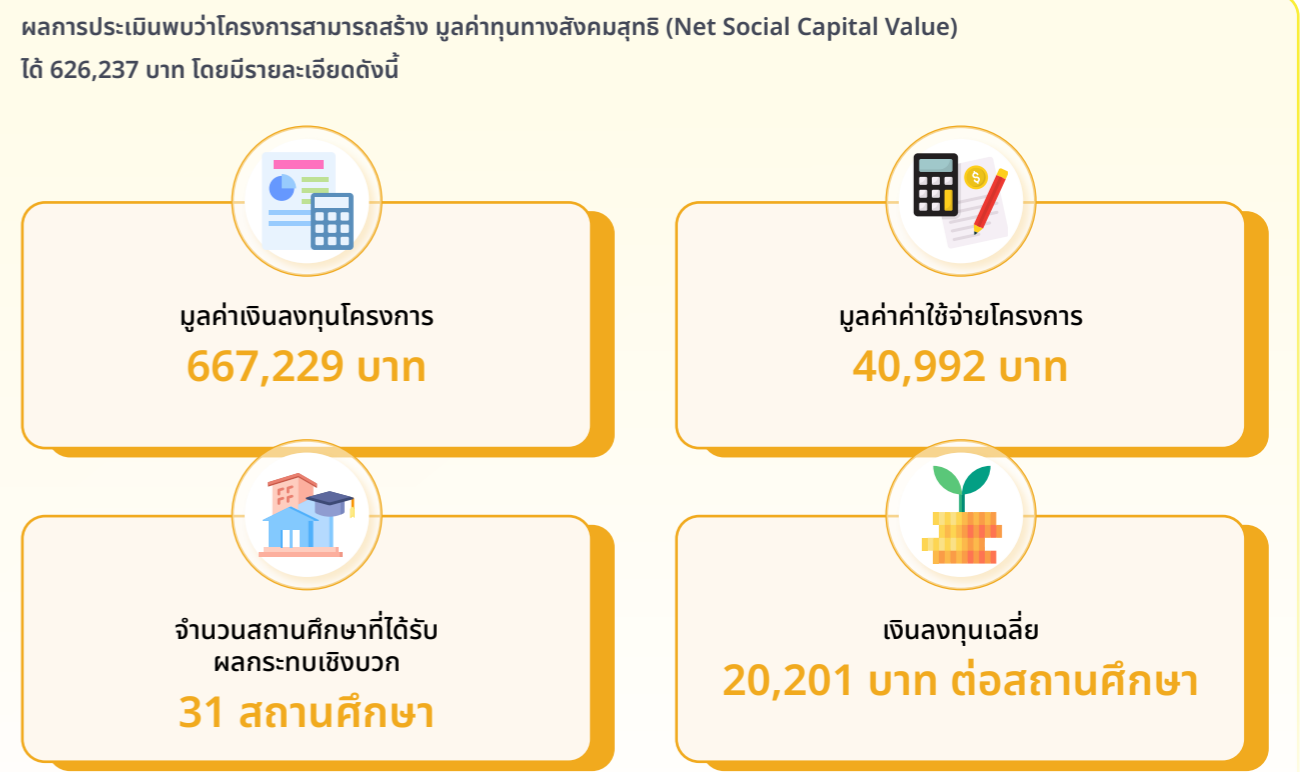 ผลการประเมินพบว่าโครงการสามารถสร้าง มูลค่าทุนทางสังคมสุทธิ (Net Social Capital Value)
ได้ 626,237 บาท โดยมีรายละเอียดดังนี้
มูลค่าเงินลงทุนโครงการ
667,229 บาท
มูลค่าค่าใช้จ่ายโครงการ
40,992 บาท
จำนวนสถานศึกษาที่ได้รับ
ผลกระทบเชิงบวก
31 สถานศึกษา
เงินลงทุนเฉลี่ย
20,201 บาท ต่อสถานศึกษา